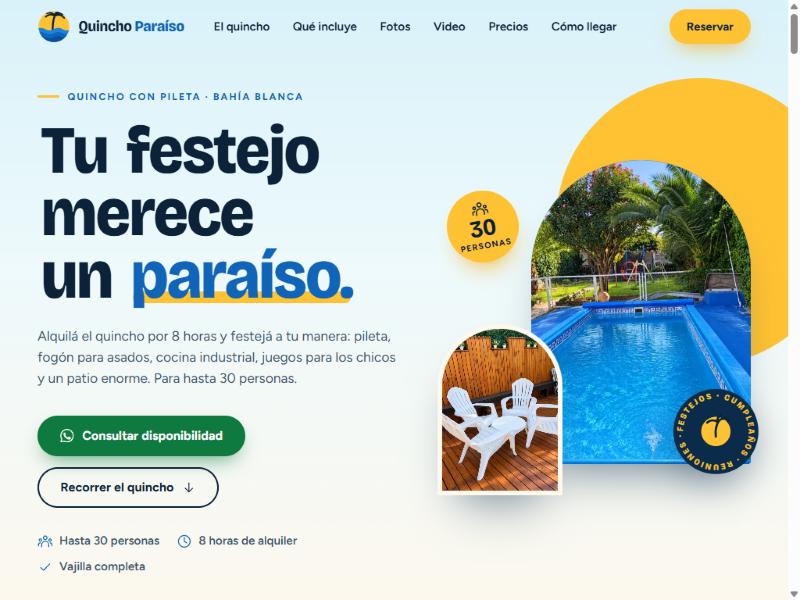 Quincho Paraíso
El quincho
Qué incluye
Fotos
Video
Precios
Cómo llegar
Reservar
QUINCHO CON PILETA · BAHÍA BLANCA
Tu festejo
merece
un paraíso.
Alquilá el quincho por 8 horas y festejá a tu manera: pileta,
fogón para asados, cocina industrial, juegos para los chicos
y un patio enorme. Para hasta 30 personas.
Consultar disponibilidad
Recorrer el quincho
Hasta 30 personas
8 horas de alquiler
Vajilla completa
30
PERSONAS
FESTEJOS · CUMPLEAÑOS · REUNIONES ·